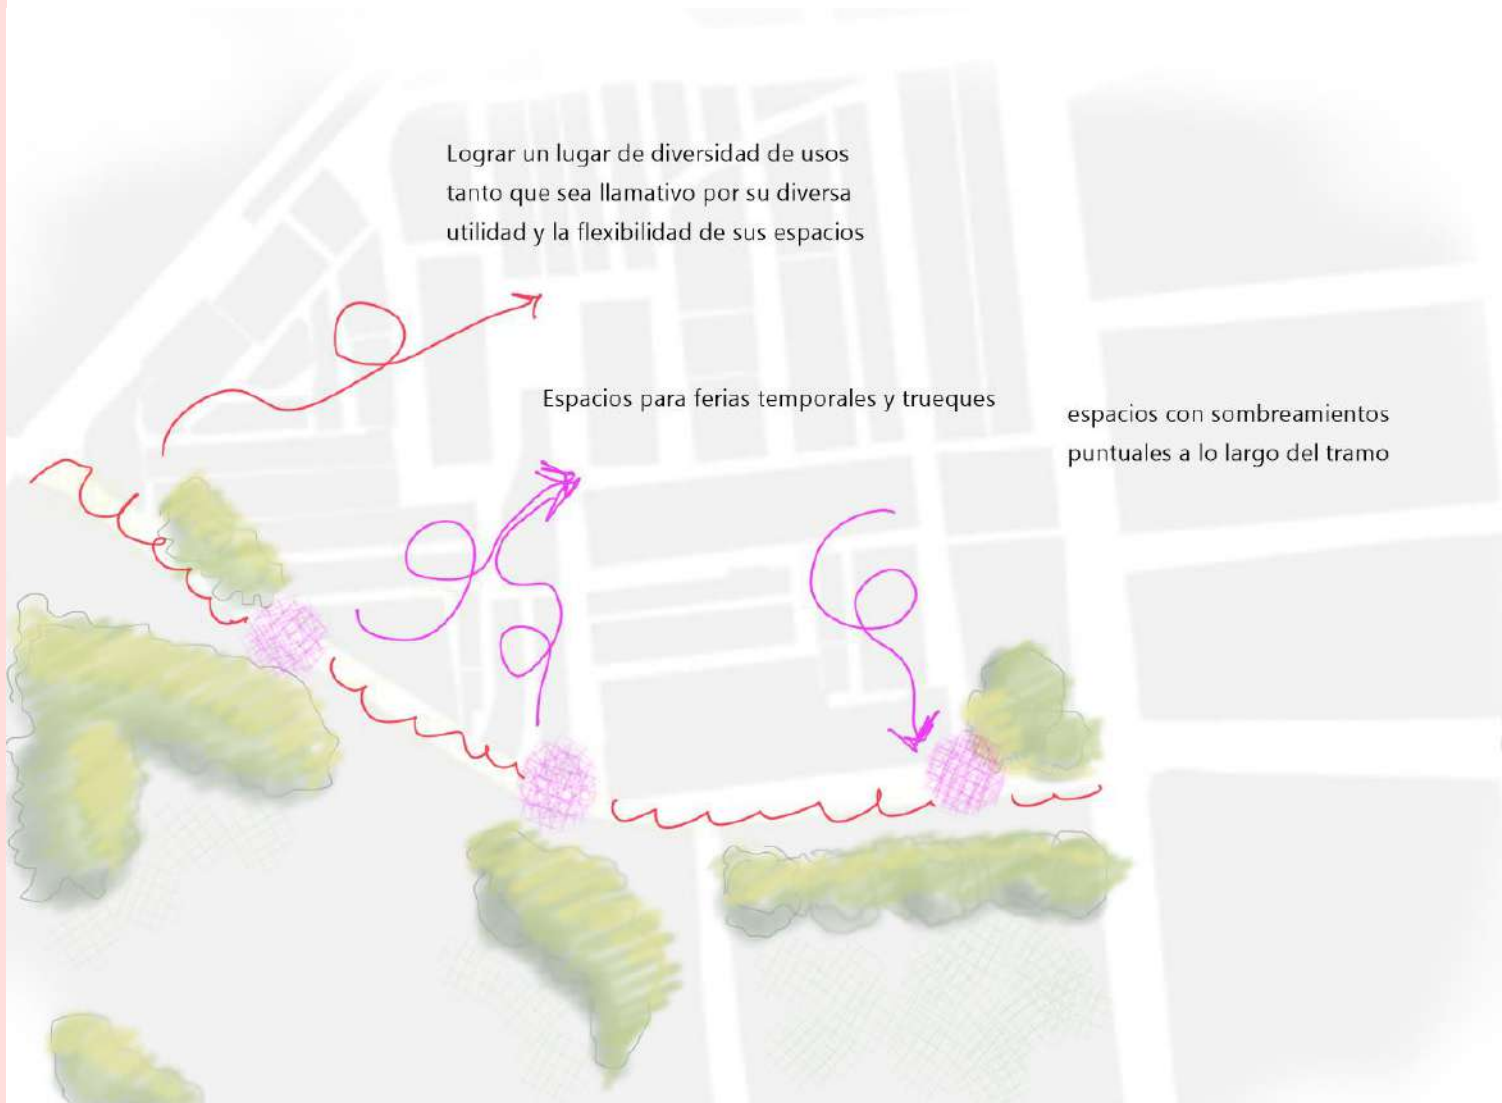 Lograr un lugar de diversidad de usos
tanto que sea llamativo por su diversa
utilidad y la flexibilidad de sus espacios
Espacios para ferias temporales y trueques
espacios con sombreamientos
puntuales a lo largo del tramo